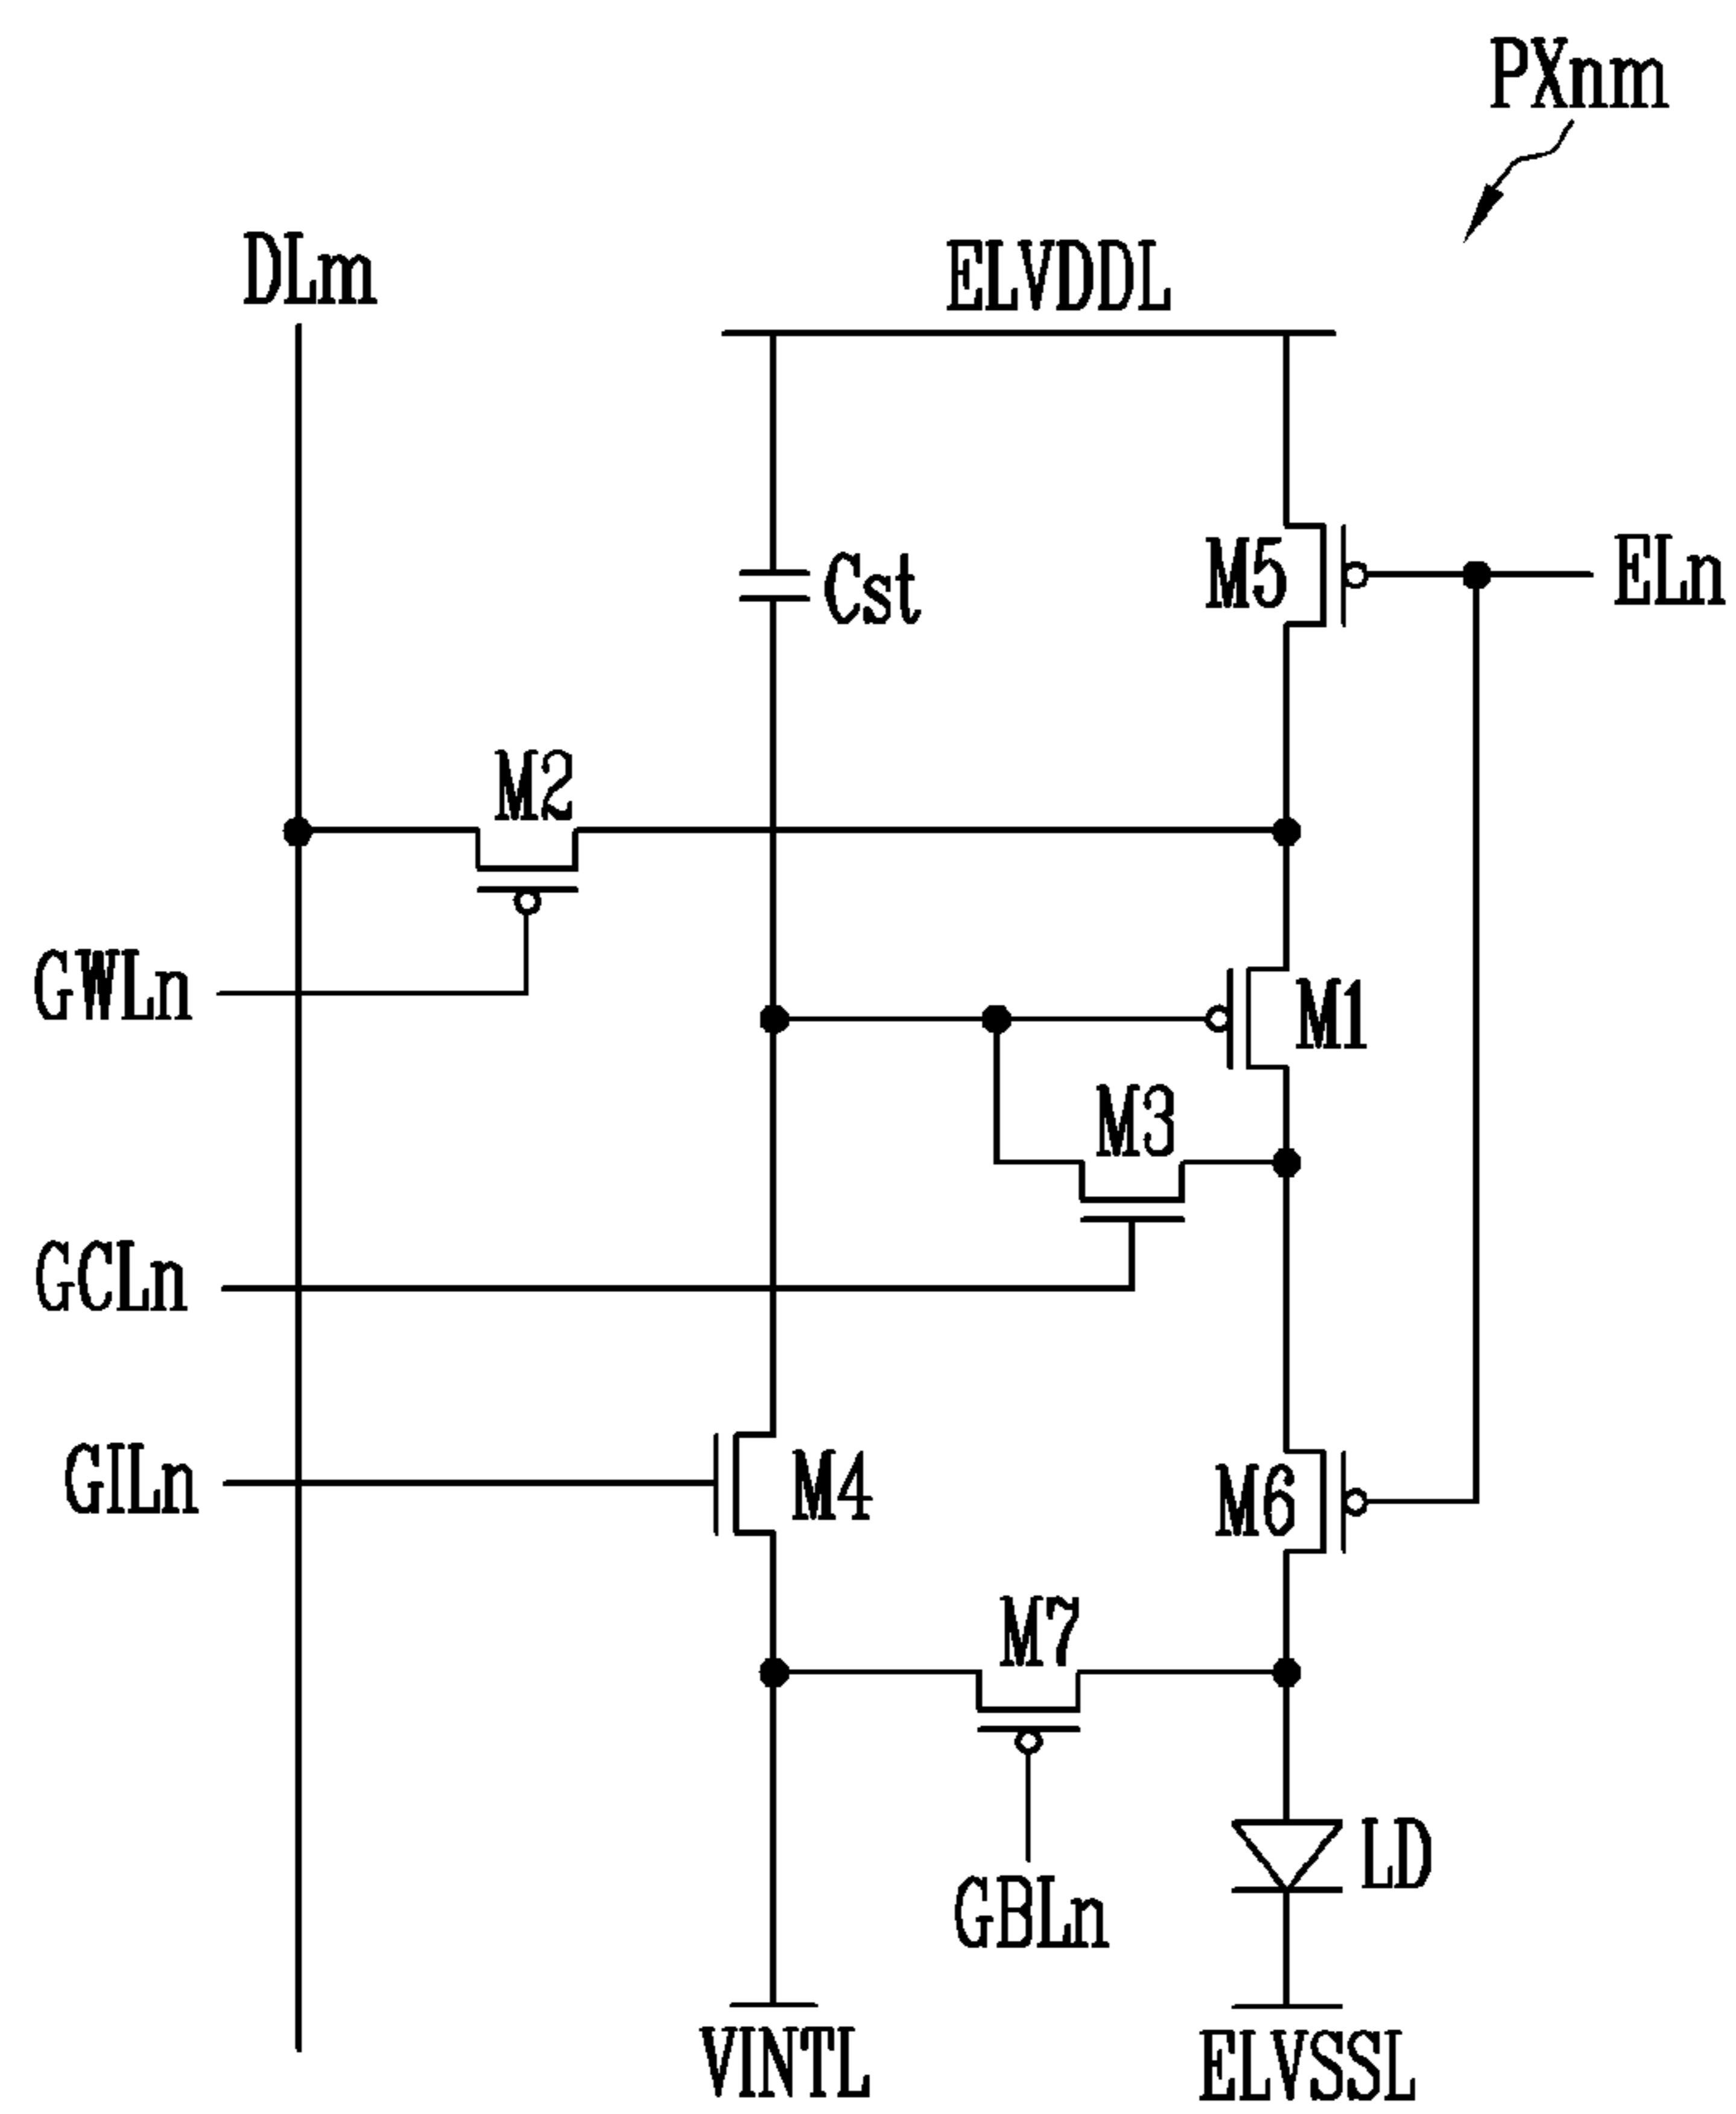 PXnm
DLm
ELVDDL
M5
ELn
Cst
M2
GWLn
M1
M3
GCLn
GILn
M4
M6
M7
LD
GBLn
VINTL
ELVSSL